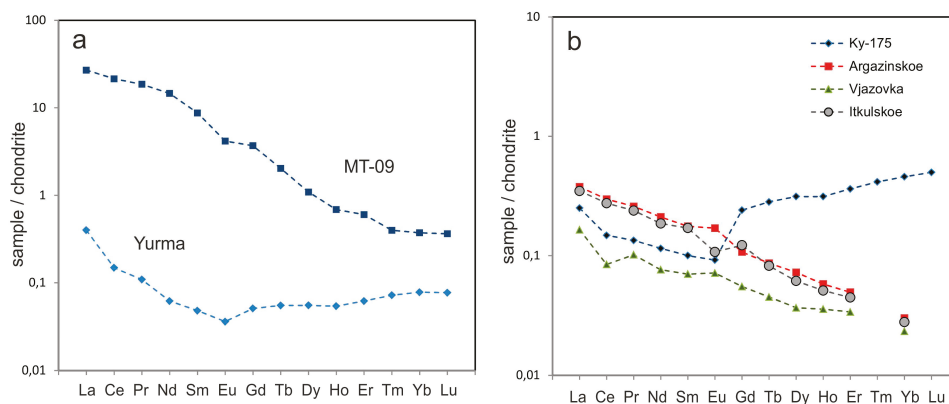 a
sample / chondrite
100
10
1
0,1
0,01
MT-09
Yurma
La Ce Pr Nd Sm Eu Gd Tb Dy Ho Er Tm Yb Lu
b
sample / chondrite
10
1
0,1
0,01
Ky-175
Argazinskoe
Vjazovka
Itkulskoe
La Ce Pr Nd Sm Eu Gd Tb Dy Ho Er Tm Yb Lu